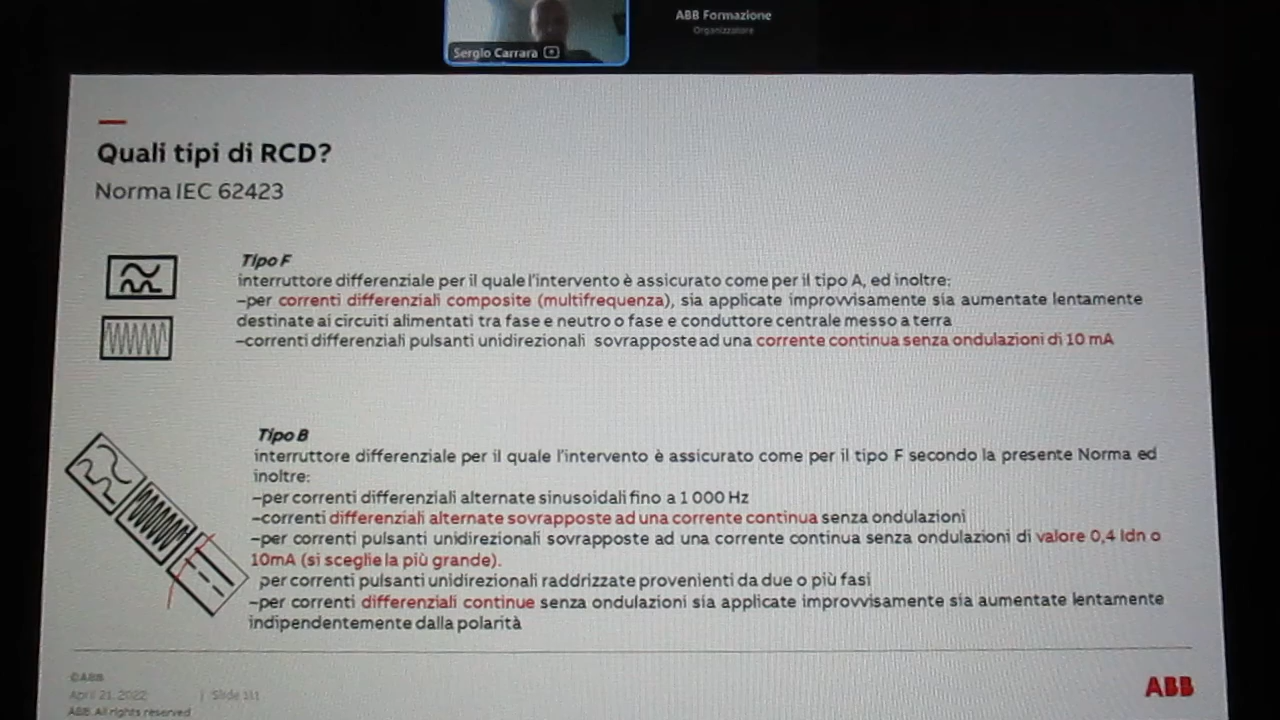 Sergio Carrara
ABB Formazione
Organizzatore
Quali tipi di RCD?
Norma IEC 62423
Tipo F
interruttore differenziale per il quale l'intervento è assicurato come per il tipo A, ed inoltre:
–per correnti differenziali composite (multifrequenza), sia applicate improvvisamente sia aumentate lentamente
destinate ai circuiti alimentati tra fase e neutro o fase e conduttore centrale messo a terra
–correnti differenziali pulsanti unidirezionali sovrapposte ad una corrente continua senza ondulazioni di 10 mA
Tipo B
interruttore differenziale per il quale l'intervento è assicurato come per il tipo F secondo la presente Norma ed
inoltre:
–per correnti differenziali alternate sinusoidali fino a 1 000 Hz
–correnti differenziali alternate sovrapposte ad una corrente continua senza ondulazioni
–per correnti pulsanti unidirezionali sovrapposte ad una corrente continua senza ondulazioni di valore 0,4 Idn o
10mA (si sceglie la più grande).
per correnti pulsanti unidirezionali raddrizzate provenienti da due o più fasi
–per correnti differenziali continue senza ondulazioni sia applicate improvvisamente sia aumentate lentamente
indipendentemente dalla polarità
©ABB
April 21, 2022 | Slide 111
ABB All rights reserved
ABB